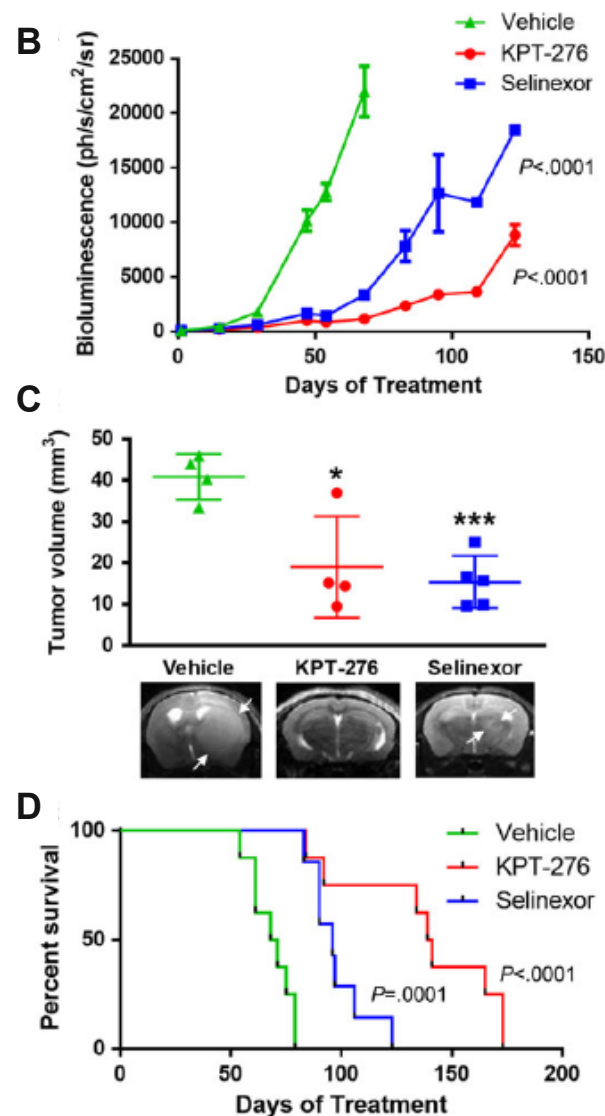 B
Vehicle
KPT-276
Selinexor
Bioluminescence (ph/s/cm²/sr)
25000
20000
15000
10000
5000
0
P<.0001
P<.0001
0
50
100
150
Days of Treatment
C
Tumor volume (mm³)
50
40
30
20
10
0
*
***
Vehicle
KPT-276
Selinexor
D
Vehicle
KPT-276
Selinexor
Percent survival
100
50
0
P=.0001
P<.0001
0
50
100
150
200
Days of Treatment